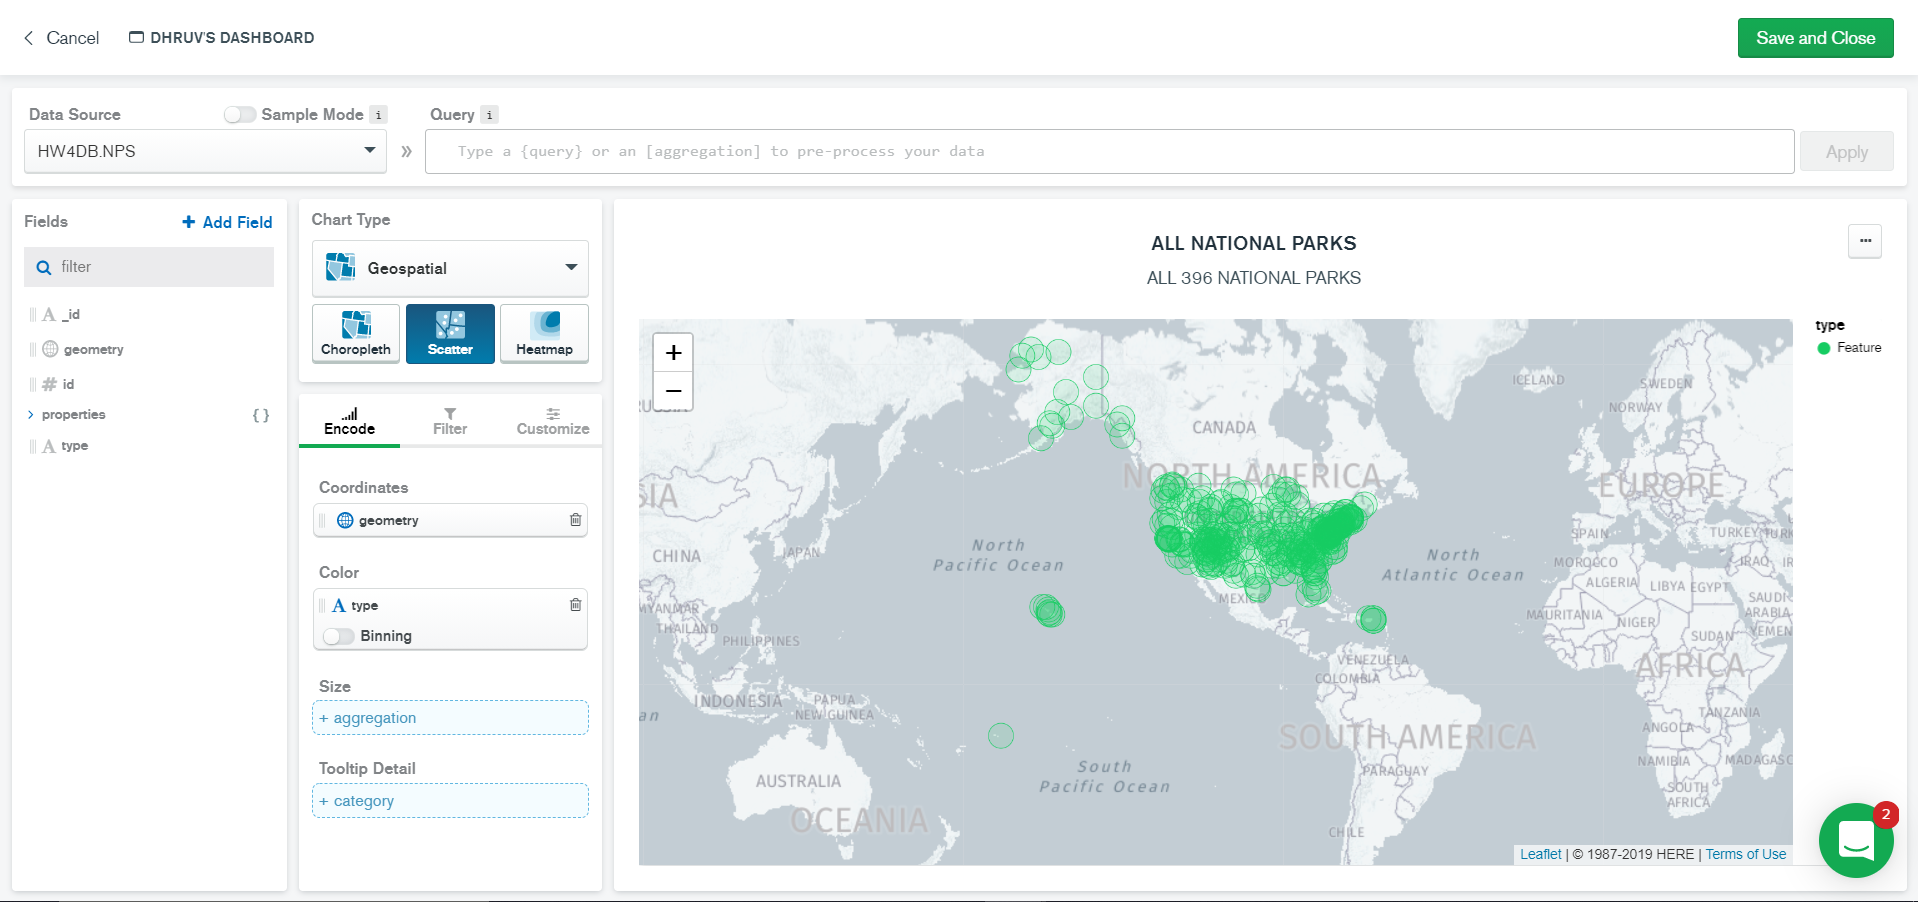 Cancel
DHRUV'S DASHBOARD
Save and Close
Data Source
Sample Mode i
Query i
HW4DB.NPS
»
Type a {query} or an [aggregation] to pre-process your data
Apply
Fields
+ Add Field
filter
A _id
geometry
# id
properties { }
A type
Chart Type
Geospatial
Choropleth
Scatter
Heatmap
Encode
Filter
Customize
Coordinates
geometry
Color
A type
Binning
Size
+ aggregation
Tooltip Detail
+ category
ALL NATIONAL PARKS
ALL 396 NATIONAL PARKS
...
+
−
type
Feature
ICELAND
SWEDEN
NORWAY
CANADA
NORTH AMERICA
EUROPE
SPAIN
TURKEY
CHINA
JAPAN
North
Pacific Ocean
North
Atlantic Ocean
MOROCCO
IRAQ
ALGERIA
LIBYA
EGYPT
MEXICO
MYANMAR
THAILAND
PHILIPPINES
MAURITANIA
NIGER
SAUDI
ARABIA
SUDAN
YEMEN
VENEZUELA
COLOMBIA
AFRICA
INDONESIA
PAPUA
NEW GUINEA
SOUTH AMERICA
ANGOLA
TANZANIA
NAMIBIA
MADAGASC
South
Pacific Ocean
PARAGUAY
AUSTRALIA
OCEANIA
SOUTH
AFRICA
CHILE
2
Leaflet | © 1987-2019 HERE | Terms of Use